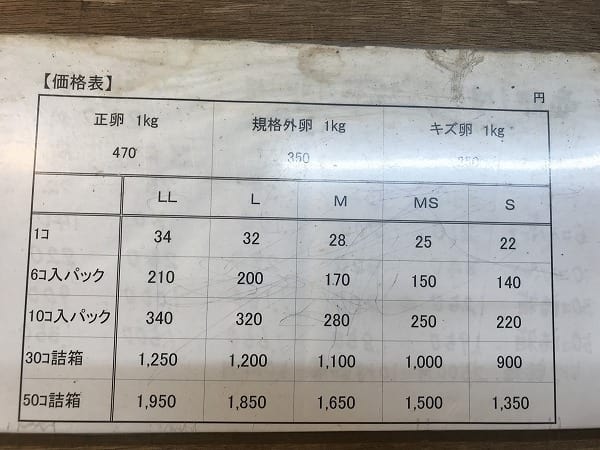 【価格表】
円
正卵 1kg 規格外卵 1kg キズ卵 1kg
470 350
LL L M MS S
1コ 34 32 28 25 22
6コ入パック 210 200 170 150 140
10コ入パック 340 320 280 250 220
30コ詰箱 1,250 1,200 1,100 1,000 900
50コ詰箱 1,950 1,850 1,650 1,500 1,350